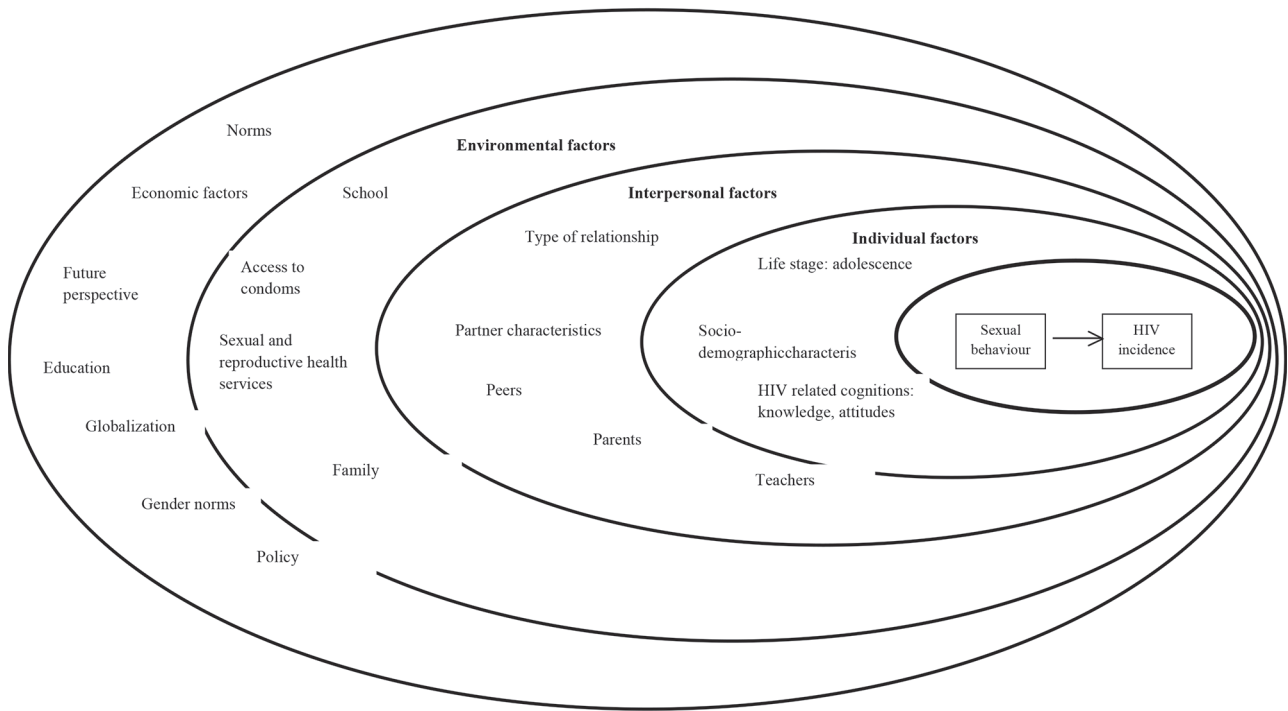 Norms
Economic factors
Future
perspective
Education
Globalization
Gender norms
Policy
Environmental factors
School
Access to
condoms
Sexual and
reproductive health
services
Family
Interpersonal factors
Type of relationship
Partner characteristics
Peers
Parents
Teachers
Individual factors
Life stage: adolescence
Socio-
demographiccharacteris
HIV related cognitions:
knowledge, attitudes
Sexual
behaviour
HIV
incidence